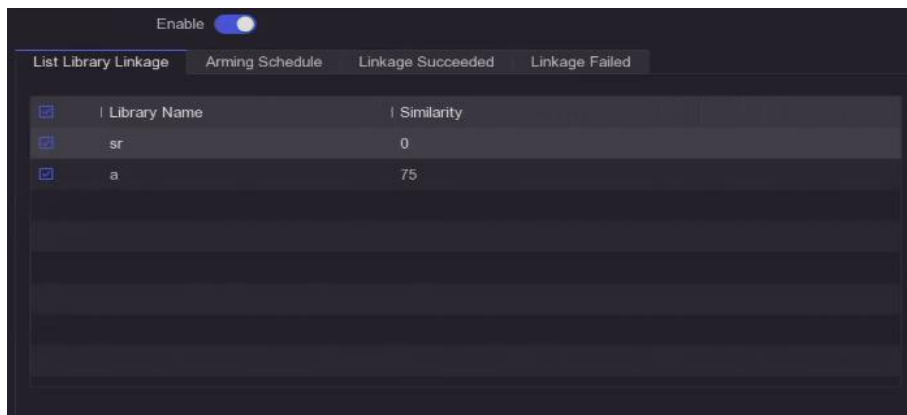 Enable
List Library Linkage Arming Schedule Linkage Succeeded Linkage Failed
Library Name Similarity
sr 0
a 75